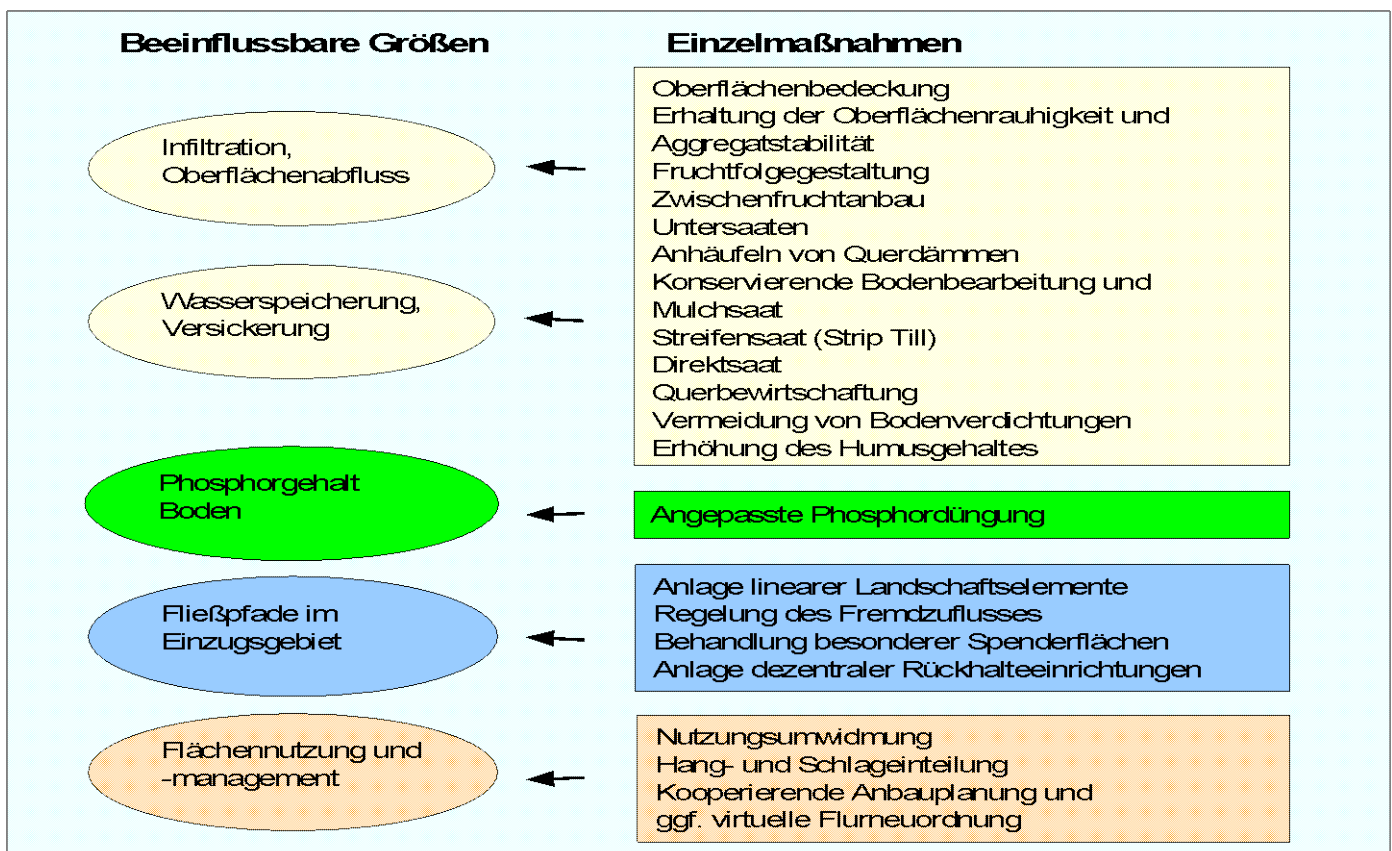 Beeinflussbare Größen
Einzelmaßnahmen
Infiltration,
Oberflächenabfluss
Wasserspeicherung,
Versickerung
Oberflächenbedeckung
Erhaltung der Oberflächenrauhigkeit und
Aggregatstabilität
Fruchtfolgegestaltung
Zwischenfruchtanbau
Untersaaten
Anhäufeln von Querdämmen
Konservierende Bodenbearbeitung und
Mulchsaat
Streifensaat (Strip Till)
Direktsaat
Querbewirtschaftung
Vermeidung von Bodenverdichtungen
Erhöhung des Humusgehaltes
Phosphorgehalt
Boden
Angepasste Phosphordüngung
Fließpfade im
Einzugsgebiet
Anlage linearer Landschaftselemente
Regelung des Fremdzuflusses
Behandlung besonderer Spenderflächen
Anlage dezentraler Rückhalteeinrichtungen
Flächennutzung und
-management
Nutzungsumwidmung
Hang- und Schlageinteilung
Kooperierende Anbauplanung und
ggf. virtuelle Flurneuordnung